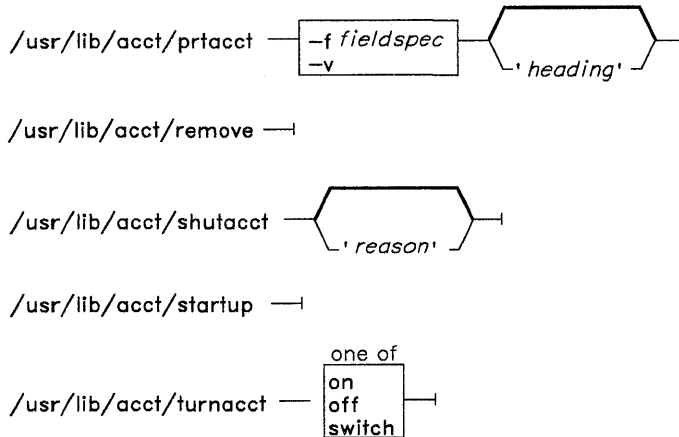 /usr/lib/acct/prtacct −f fieldspec
−v
'heading'
/usr/lib/acct/remove
/usr/lib/acct/shutacct
'reason'
/usr/lib/acct/startup
one of
/usr/lib/acct/turnacct
on
off
switch